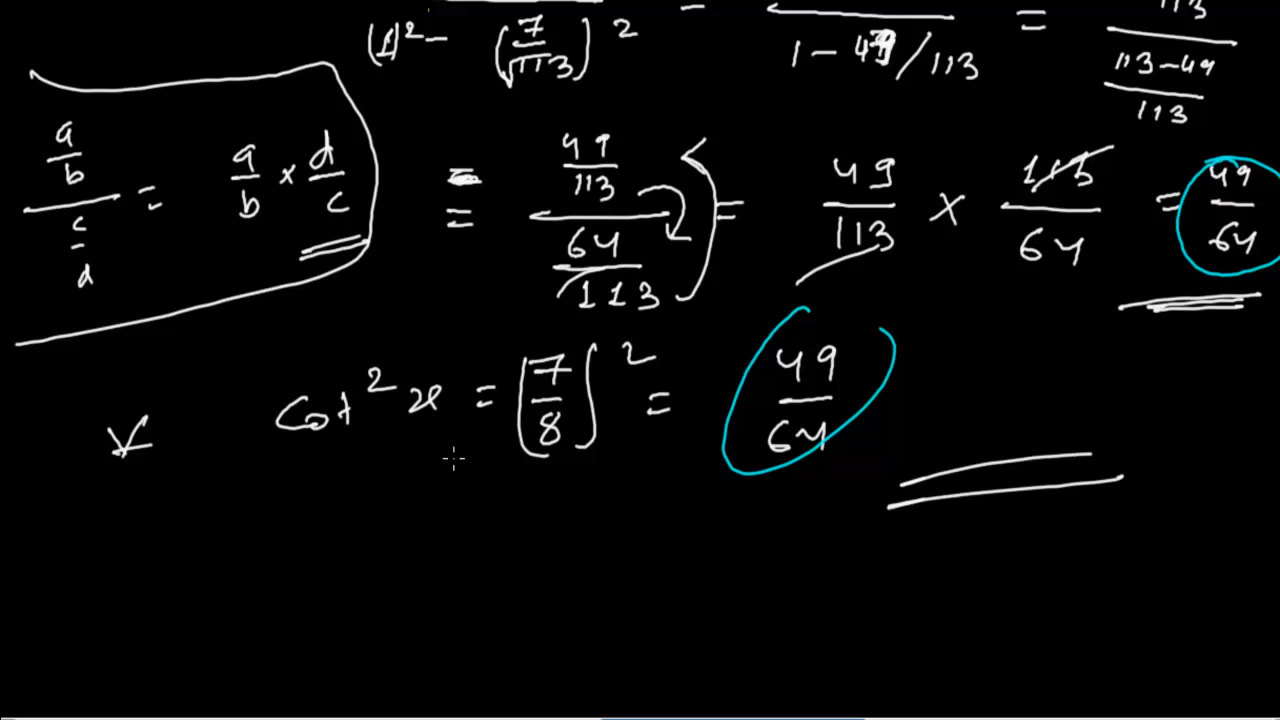 (1)² - (7/√113)² - 1 - 49/113 = 113 / (113-49 / 113)
(a/b) / (c/d) = a/b × d/c
= (49/113) / (64/113) = 49/113 × 113/64 = 49/64
Cot² x = (7/8)² = 49/64